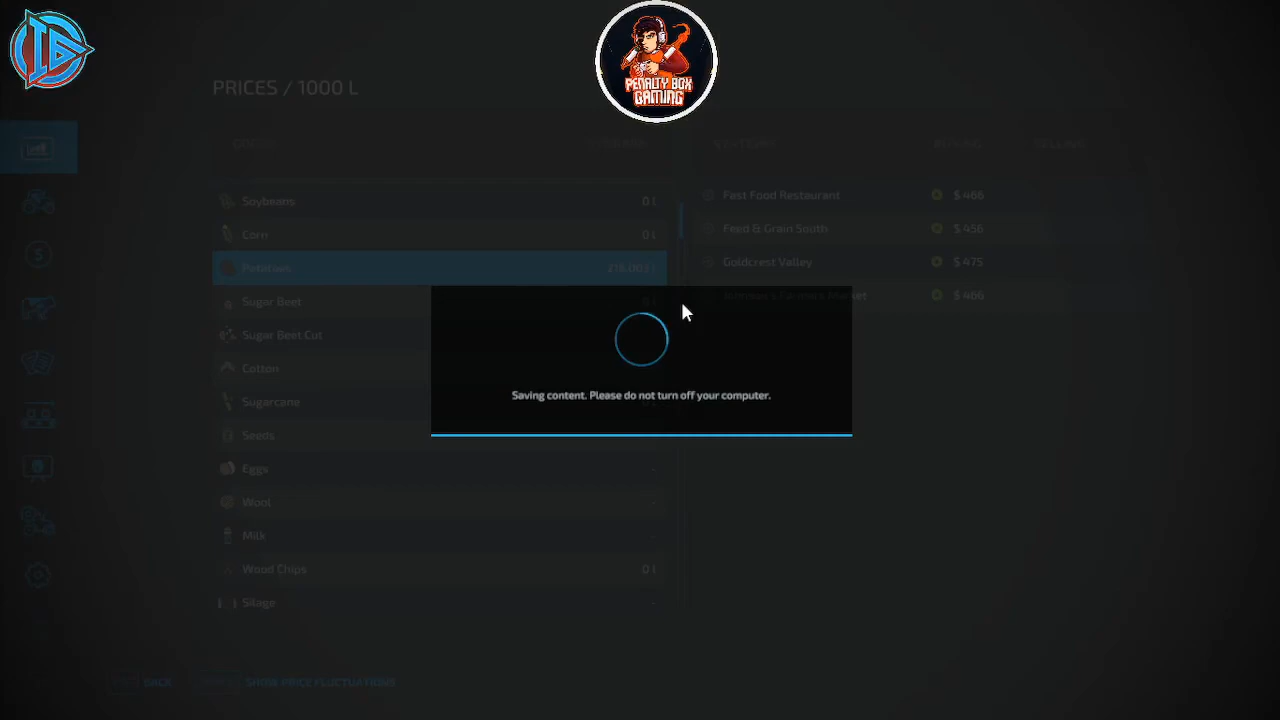 PENALTY BOX
GAMING
PRICES / 1000 L
Soybeans 0 l
Corn 0 l
Potatoes
Sugar Beet
Sugar Beet Cut
Cotton
Sugarcane
Seeds
Eggs -
Wool -
Milk -
Wood Chips 0 l
Silage -
Fast Food Restaurant $ 466
Feed & Grain South $ 456
Goldcrest Valley $ 475
Market $ 466
Saving content. Please do not turn off your computer.
BACK
SHOW PRICE FLUCTUATIONS